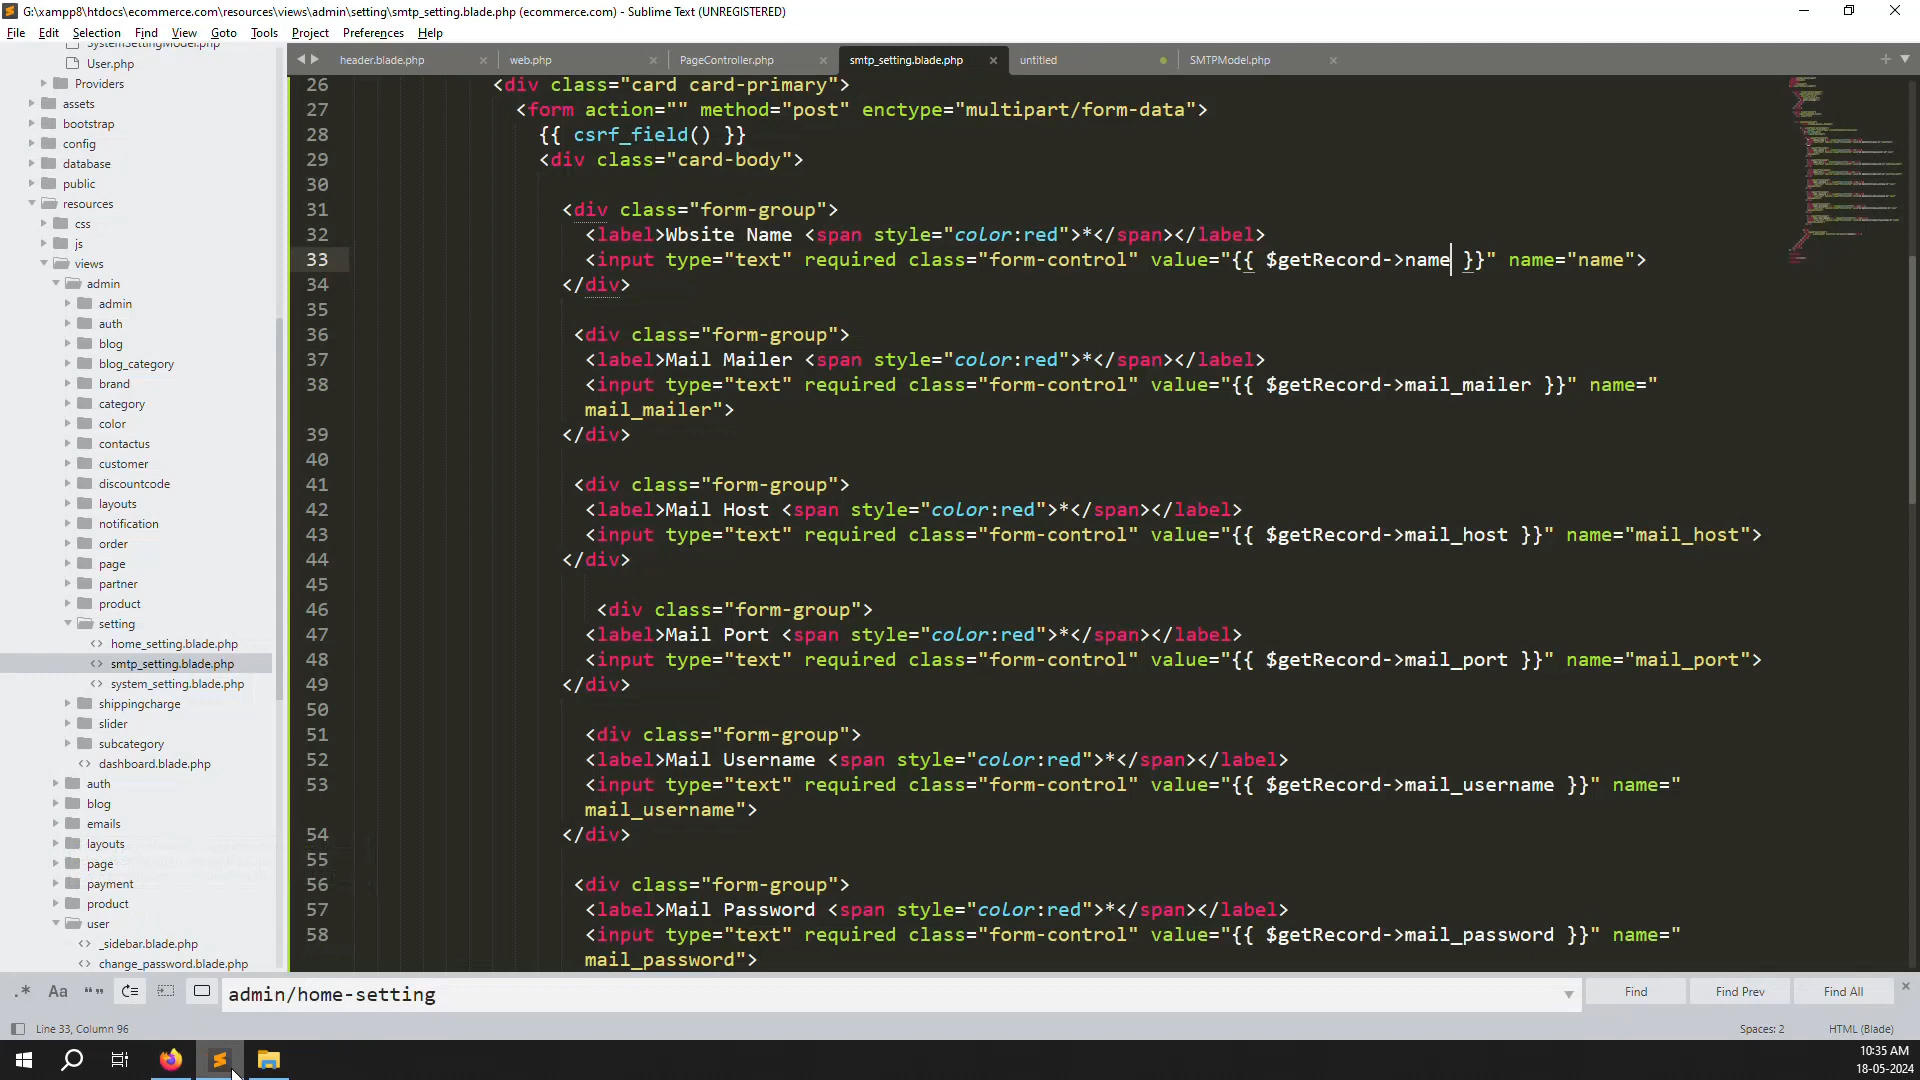 G:\xampp8\htdocs\ecommerce.com\resources\views\admin\setting\smtp_setting.blade.php (ecommerce.com) - Sublime Text (UNREGISTERED)
File Edit Selection Find View Goto Tools Project Preferences Help
header.blade.php web.php PageController.php smtp_setting.blade.php untitled SMTPModel.php
SystemSettingModel.php
User.php
Providers
assets
bootstrap
config
database
public
resources
css
js
views
admin
admin
auth
blog
blog_category
brand
category
color
contactus
customer
discountcode
layouts
notification
order
page
partner
product
setting
home_setting.blade.php
smtp_setting.blade.php
system_setting.blade.php
shippingcharge
slider
subcategory
dashboard.blade.php
auth
blog
emails
layouts
page
payment
product
user
_sidebar.blade.php
change_password.blade.php
26 <div class="card card-primary">
27 <form action="" method="post" enctype="multipart/form-data">
28 {{ csrf_field() }}
29 <div class="card-body">
30
31 <div class="form-group">
32 <label>Wbsite Name <span style="color:red">*</span></label>
33 <input type="text" required class="form-control" value="{{ $getRecord->name }}" name="name">
34 </div>
35
36 <div class="form-group">
37 <label>Mail Mailer <span style="color:red">*</span></label>
38 <input type="text" required class="form-control" value="{{ $getRecord->mail_mailer }}" name="
mail_mailer">
39 </div>
40
41 <div class="form-group">
42 <label>Mail Host <span style="color:red">*</span></label>
43 <input type="text" required class="form-control" value="{{ $getRecord->mail_host }}" name="mail_host">
44 </div>
45
46 <div class="form-group">
47 <label>Mail Port <span style="color:red">*</span></label>
48 <input type="text" required class="form-control" value="{{ $getRecord->mail_port }}" name="mail_port">
49 </div>
50
51 <div class="form-group">
52 <label>Mail Username <span style="color:red">*</span></label>
53 <input type="text" required class="form-control" value="{{ $getRecord->mail_username }}" name="
mail_username">
54 </div>
55
56 <div class="form-group">
57 <label>Mail Password <span style="color:red">*</span></label>
58 <input type="text" required class="form-control" value="{{ $getRecord->mail_password }}" name="
mail_password">
.* Aa "" admin/home-setting Find Find Prev Find All
Line 33, Column 96 Spaces: 2 HTML (Blade)
10:35 AM
18-05-2024